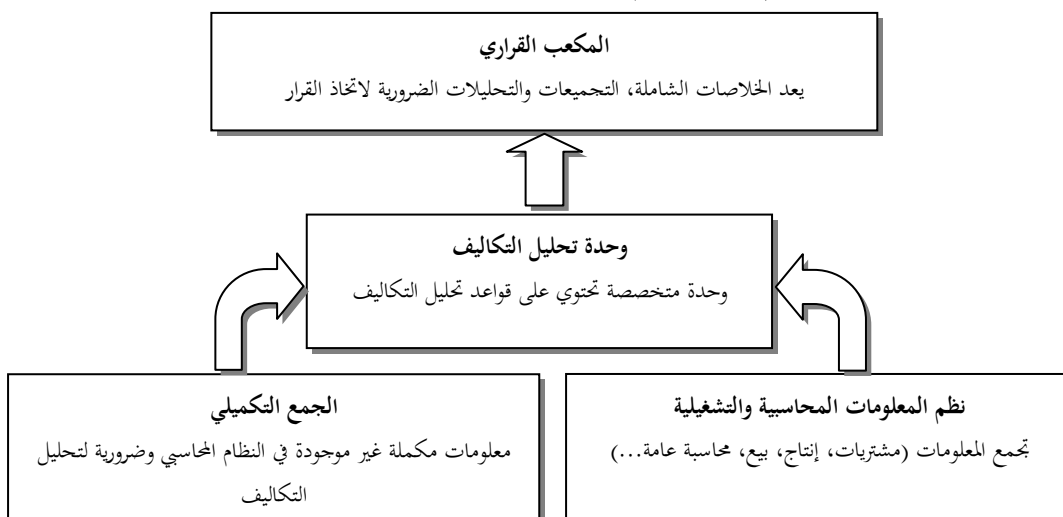 المكعب القراري
يعد الخلاصات الشاملة، التجميعات والتحليلات الضرورية لاتخاذ القرار
وحدة تحليل التكاليف
وحدة متخصصة تحتوي على قواعد تحليل التكاليف
نظم المعلومات المحاسبية والتشغيلية
تجمع المعلومات (مشتريات، إنتاج، بيع، محاسبة عامة...)
الجمع التكميلي
معلومات مكملة غير موجودة في النظام المحاسبي وضرورية لتحليل
التكاليف